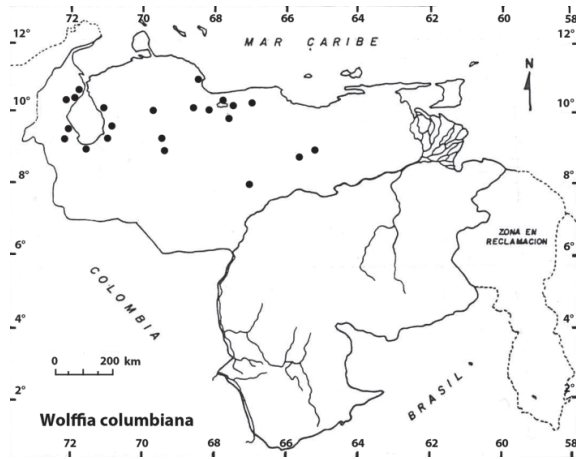 72 70 68 66 64 62 60 58
12° 12°
MAR CARIBE
N
10° 10°
8° 8°
ZONA EN
RECLAMACION
6° 6°
COLOMBIA
4° 4°
0 200 km
2° 2°
BRASIL
Wolffia columbiana
72 70 68 66 64 62 60 58